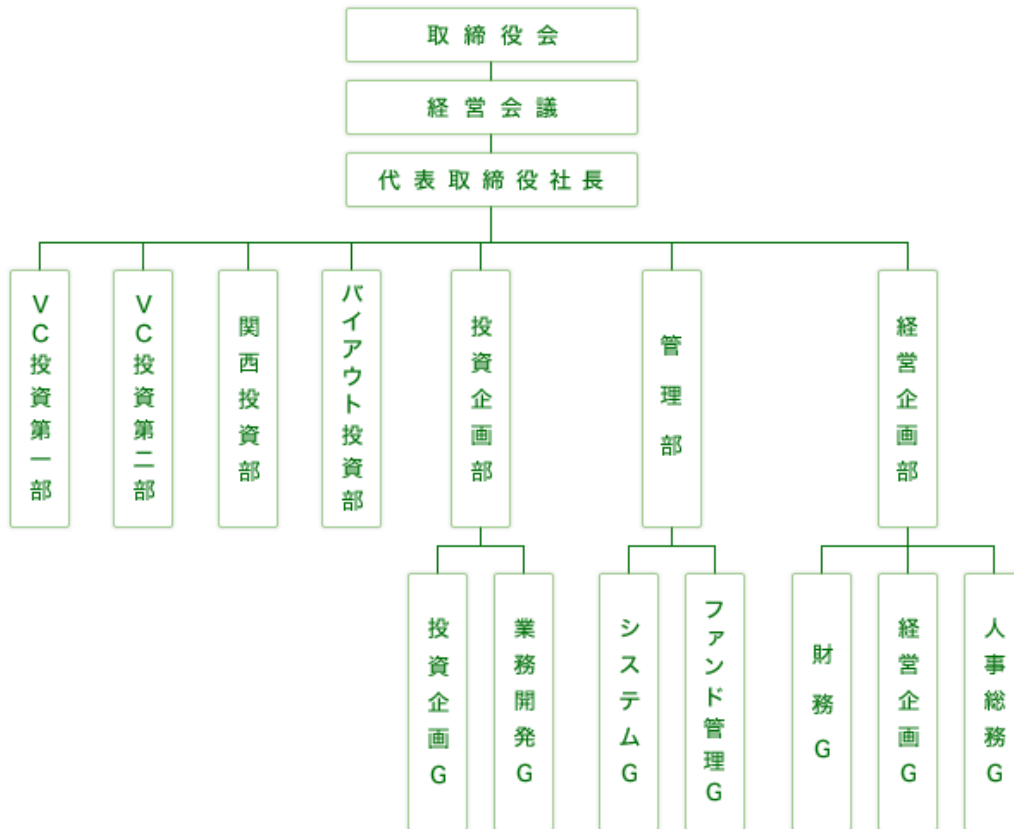 取締役会
経営会議
代表取締役社長
VC投資第一部
VC投資第二部
関西投資部
バイアウト投資部
投資企画部
管理部
経営企画部
投資企画G
業務開発G
システムG
ファンド管理G
財務G
経営企画G
人事総務G